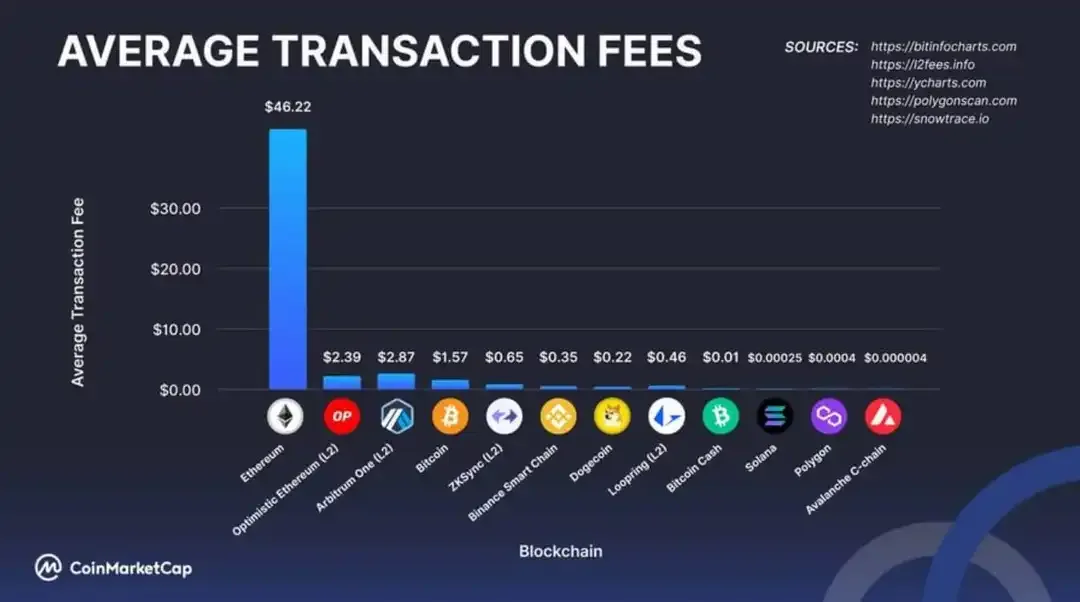 AVERAGE TRANSACTION FEES
SOURCES: https://bitinfocharts.com
https://l2fees.info
https://ycharts.com
https://polygonscan.com
https://snowtrace.io
$46.22
Average Transaction Fee
$30.00
$20.00
$10.00
$0.00
$2.39 $2.87 $1.57 $0.65 $0.35 $0.22 $0.46 $0.01 $0.00025 $0.0004 $0.000004
OP
Ethereum
Optimistic Ethereum (L2)
Arbitrum One (L2)
Bitcoin
ZKSync (L2)
Binance Smart Chain
Dogecoin
Loopring (L2)
Bitcoin Cash
Solana
Polygon
Avalanche C-chain
Blockchain
CoinMarketCap